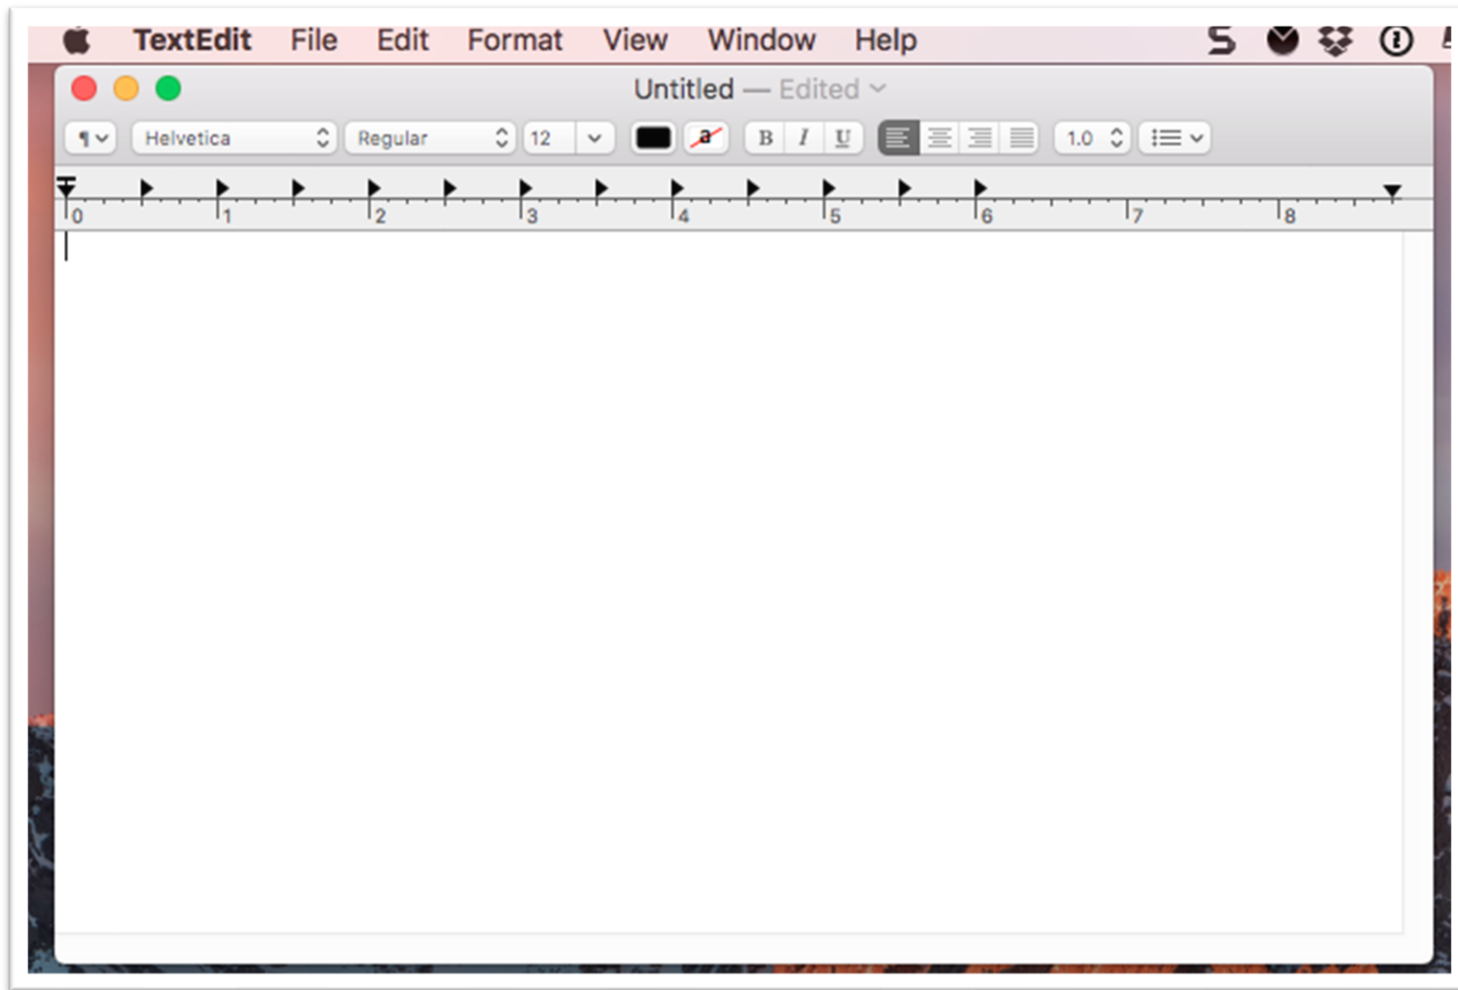 TextEdit File Edit Format View Window Help
Untitled — Edited
¶ Helvetica Regular 12 a B I U 1.0
0 1 2 3 4 5 6 7 8